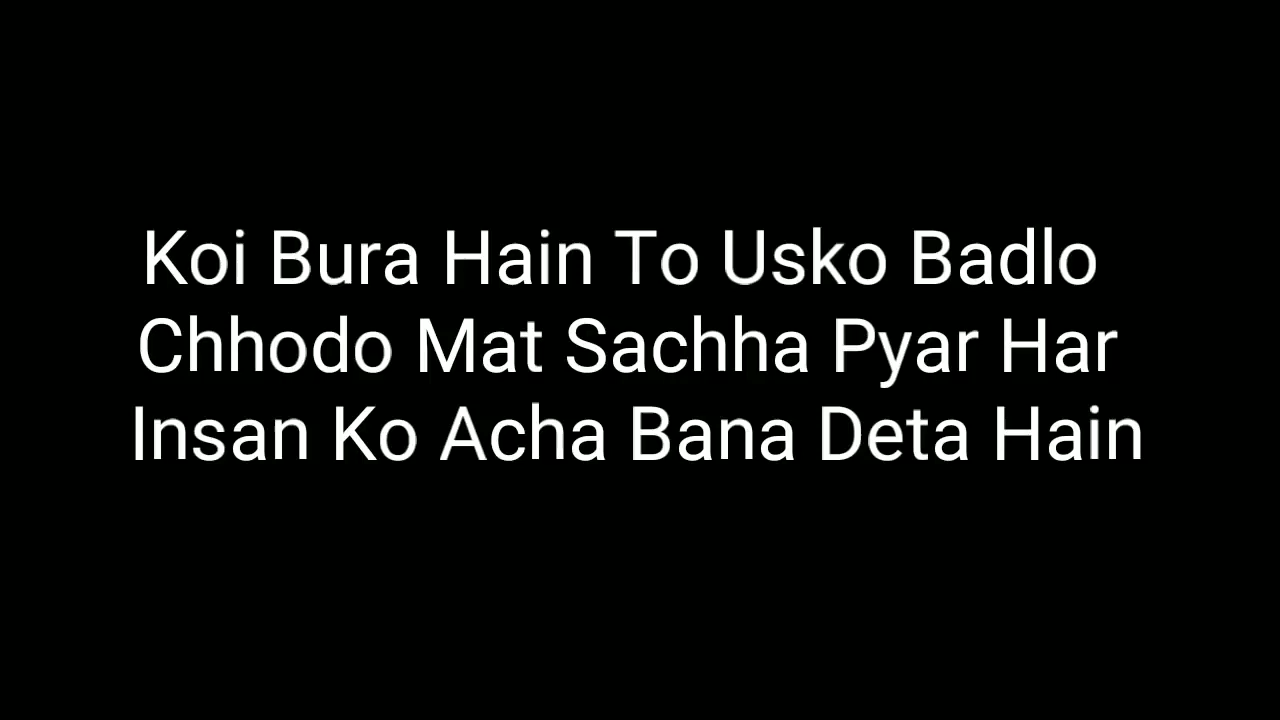 Koi Bura Hain To Usko Badlo
Chhodo Mat Sachha Pyar Har
Insan Ko Acha Bana Deta Hain